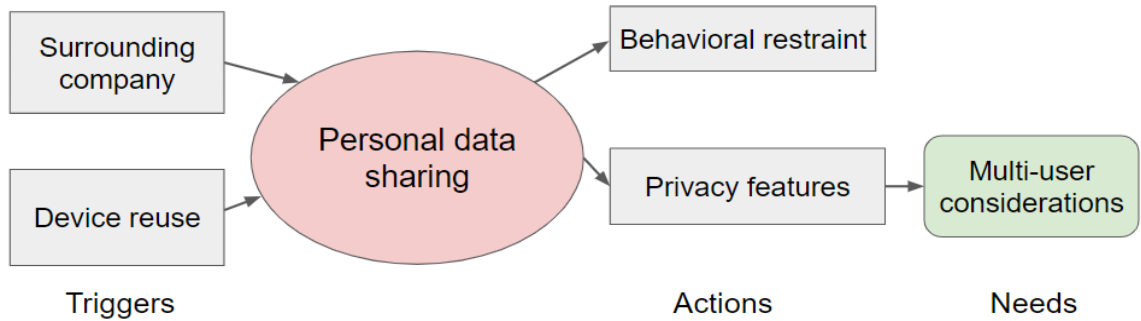 Surrounding
company
Device reuse
Personal data
sharing
Behavioral restraint
Privacy features
Multi-user
considerations
Triggers
Actions
Needs